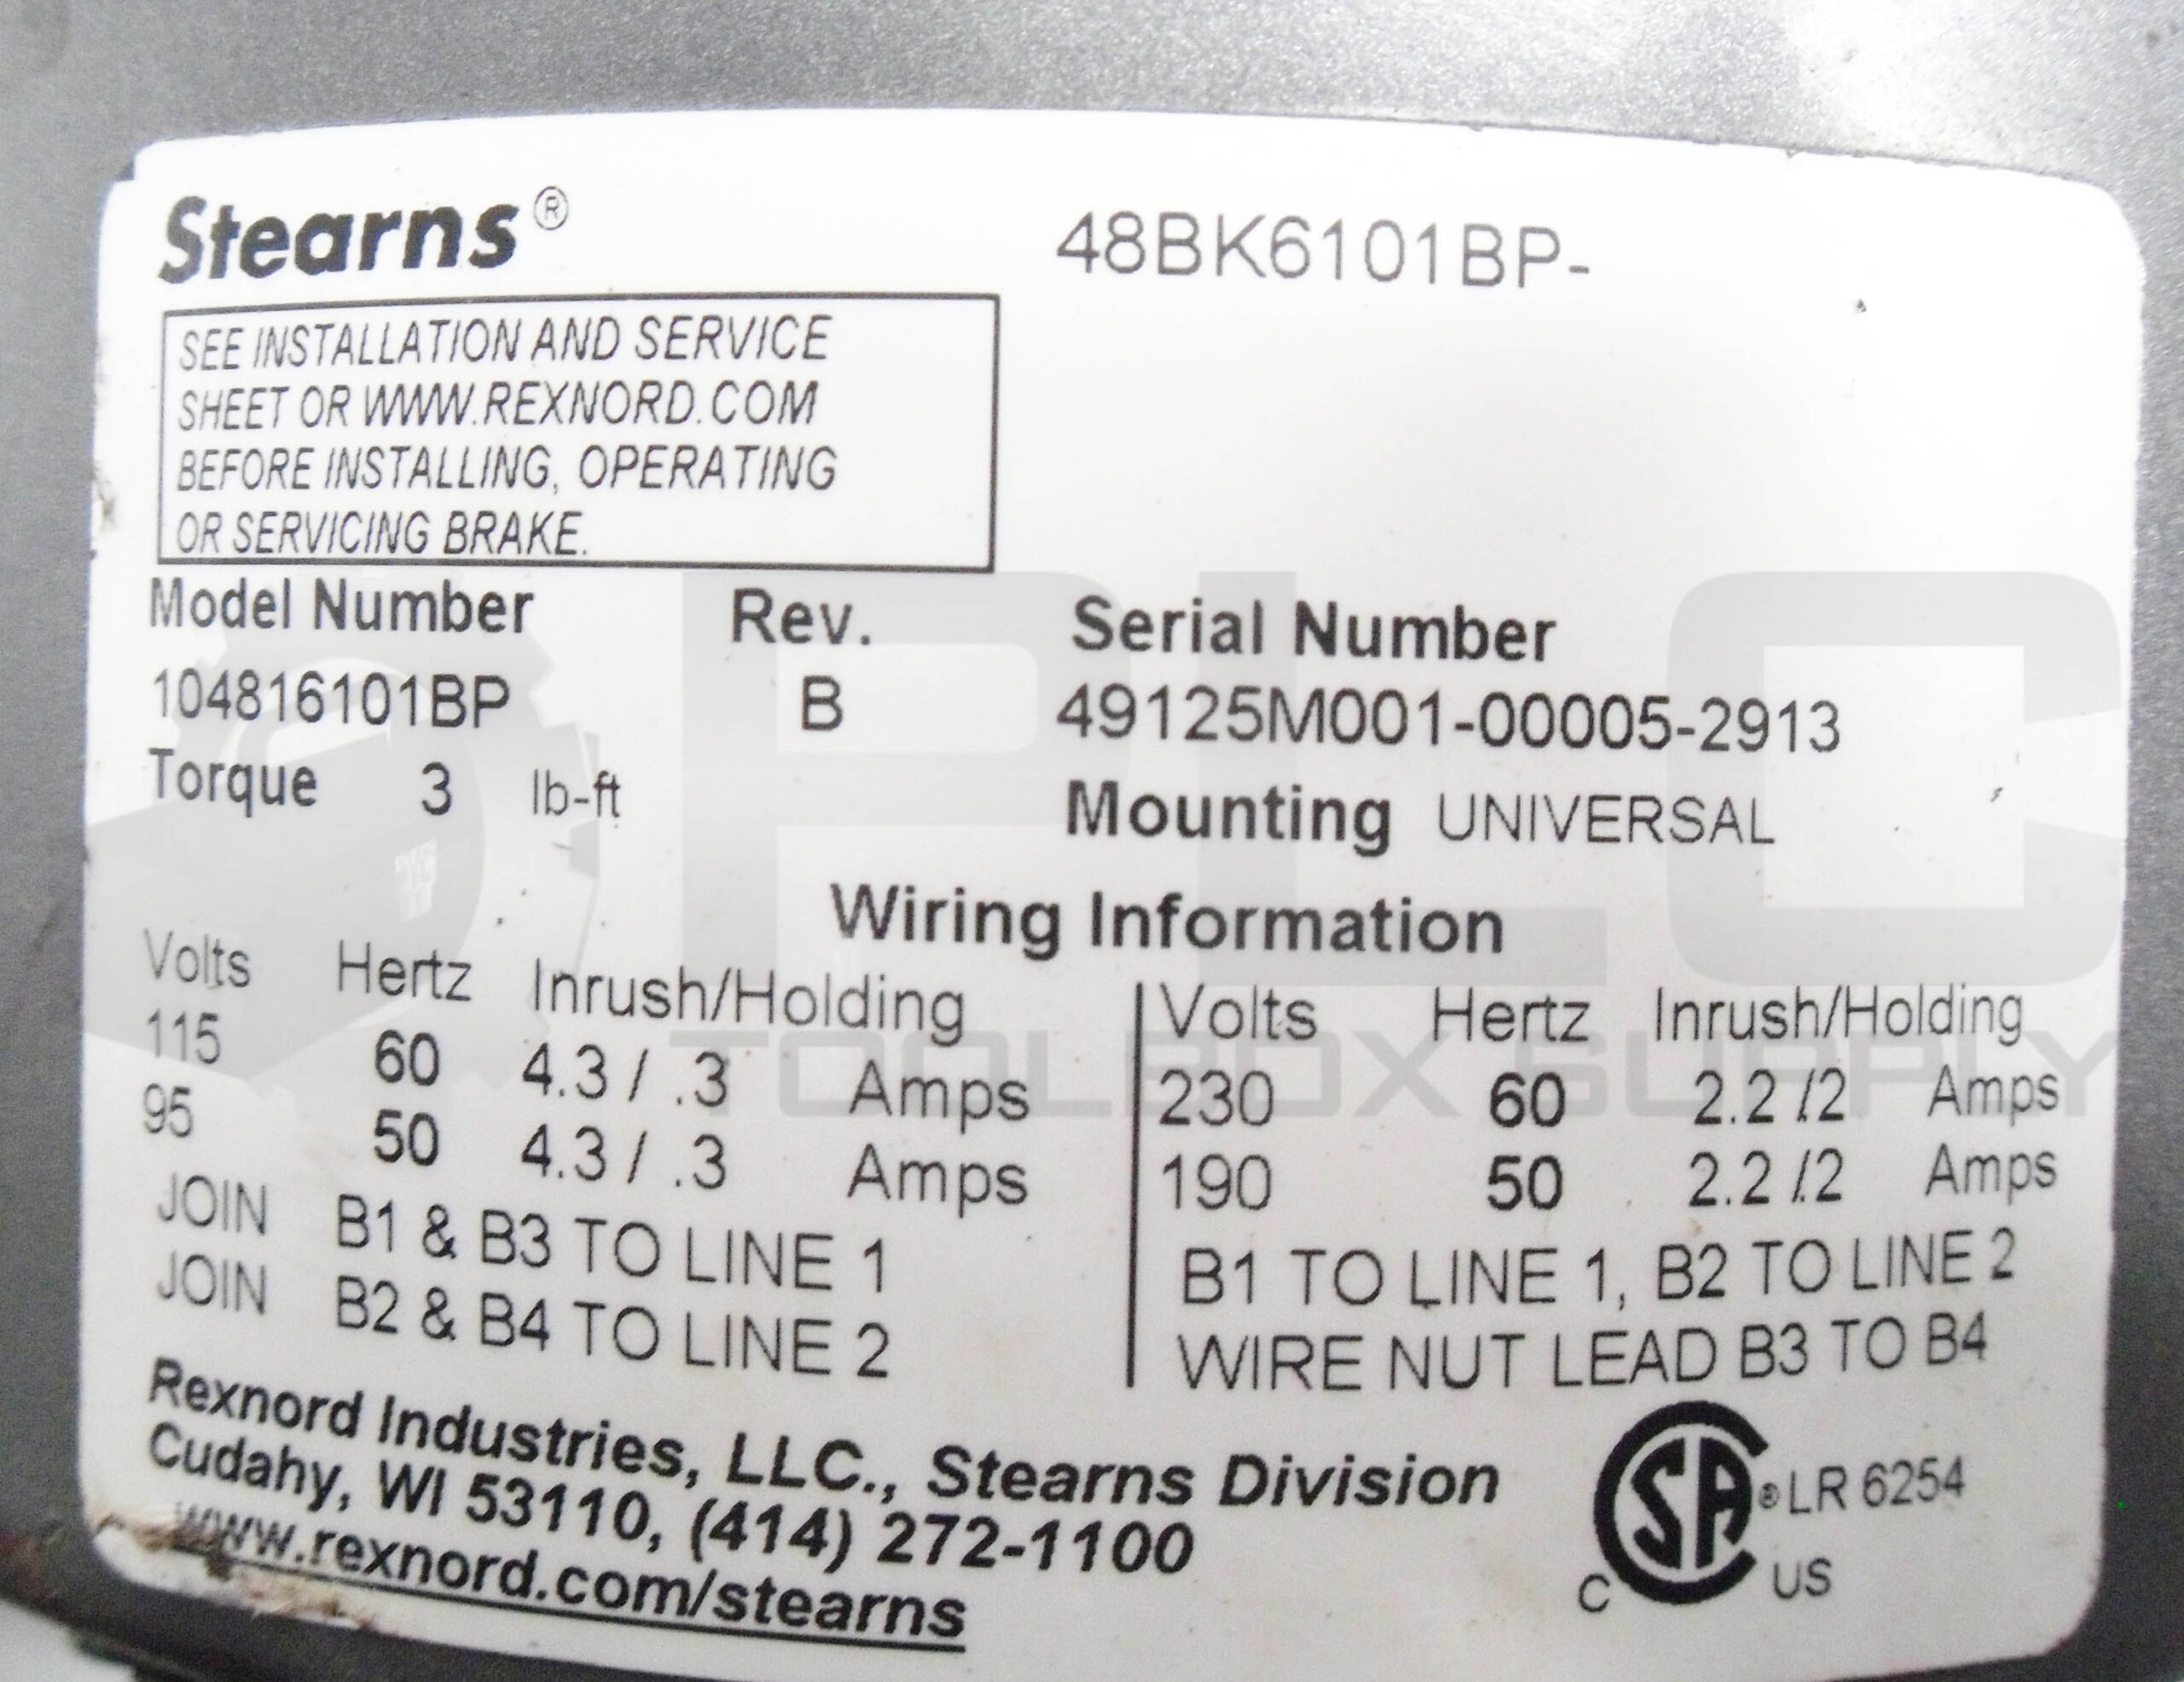 Stearns®
48BK6101BP-
SEE INSTALLATION AND SERVICE
SHEET OR WWW.REXNORD.COM
BEFORE INSTALLING, OPERATING
OR SERVICING BRAKE.
Model Number Rev. Serial Number
104816101BP B 49125M001-00005-2913
Torque 3 lb-ft Mounting UNIVERSAL
Wiring Information
Volts Hertz Inrush/Holding
115 60 4.3 / .3 Amps
95 50 4.3 / .3 Amps
JOIN B1 & B3 TO LINE 1
JOIN B2 & B4 TO LINE 2
Volts Hertz Inrush/Holding
230 60 2.2 /.2 Amps
190 50 2.2 /.2 Amps
B1 TO LINE 1, B2 TO LINE 2
WIRE NUT LEAD B3 TO B4
Rexnord Industries, LLC., Stearns Division
Cudahy, WI 53110, (414) 272-1100
www.rexnord.com/stearns
C SA US
® LR 6254
PLC
TOOLBOX SUPPLY